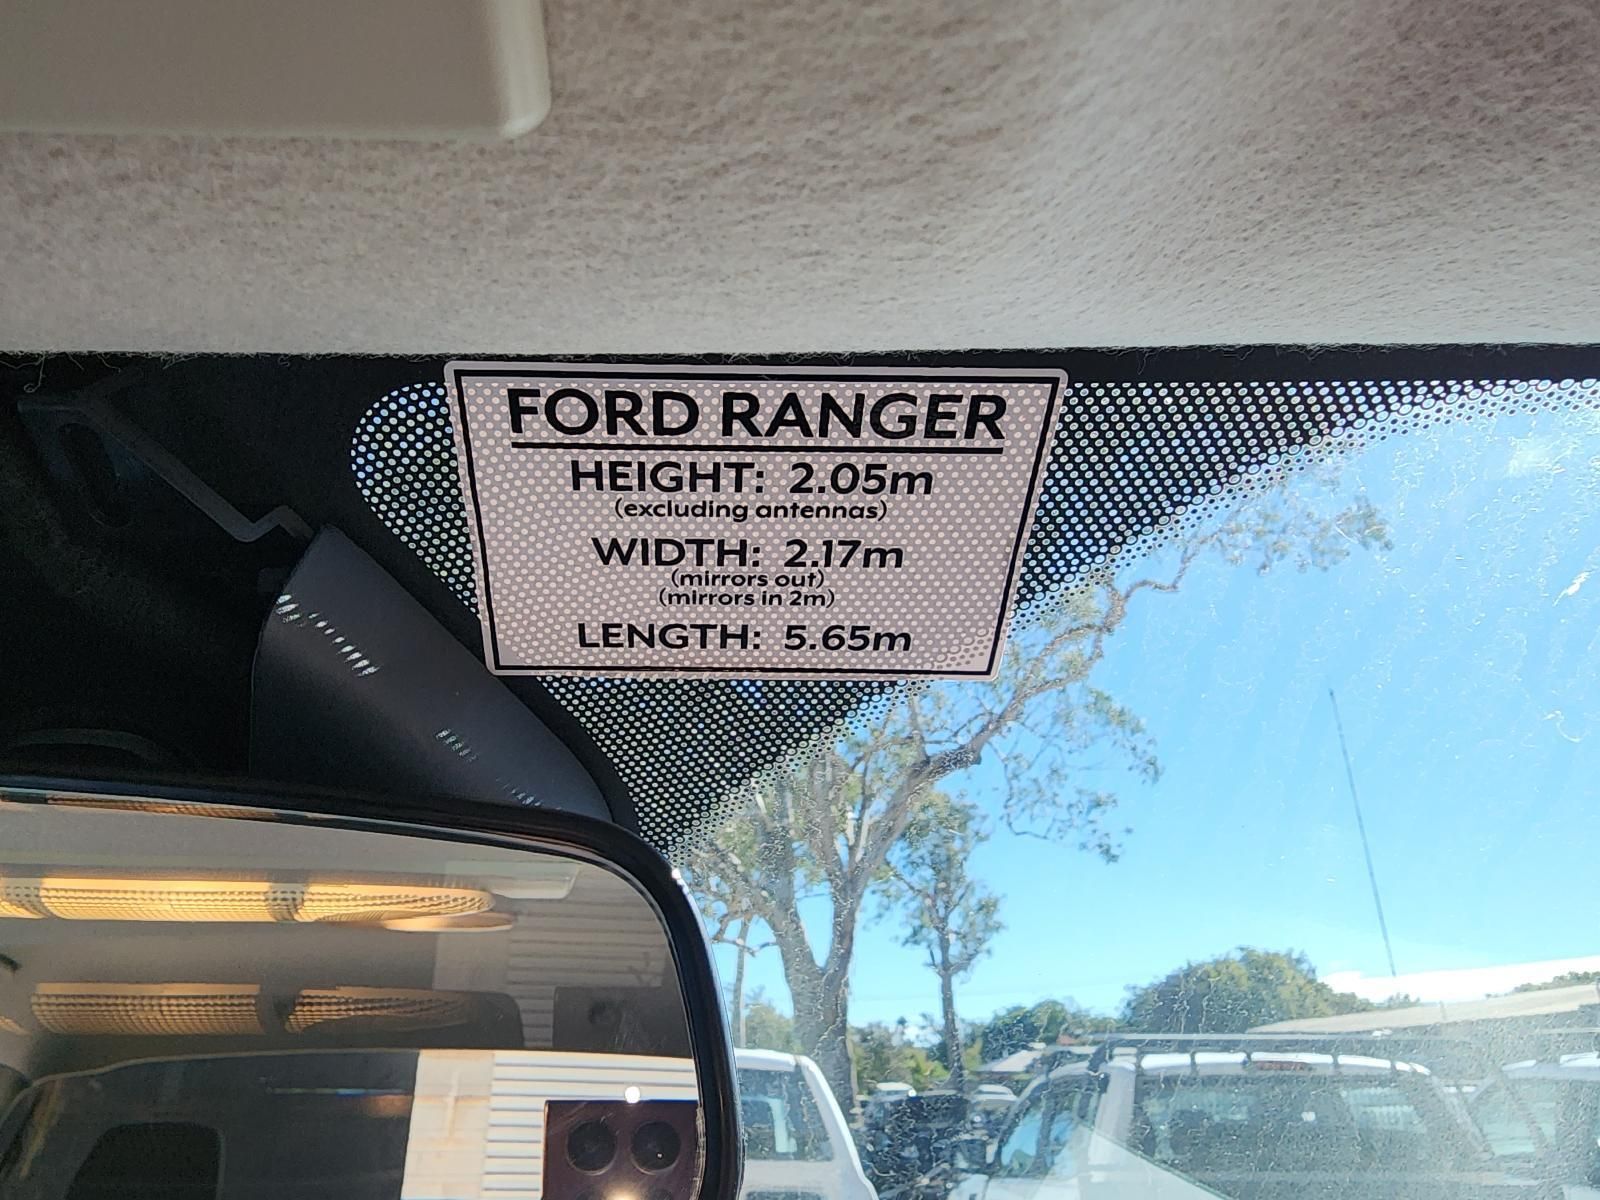 FORD RANGER
HEIGHT: 2.05m
(excluding antennas)
WIDTH: 2.17m
(mirrors out)
(mirrors in 2m)
LENGTH: 5.65m